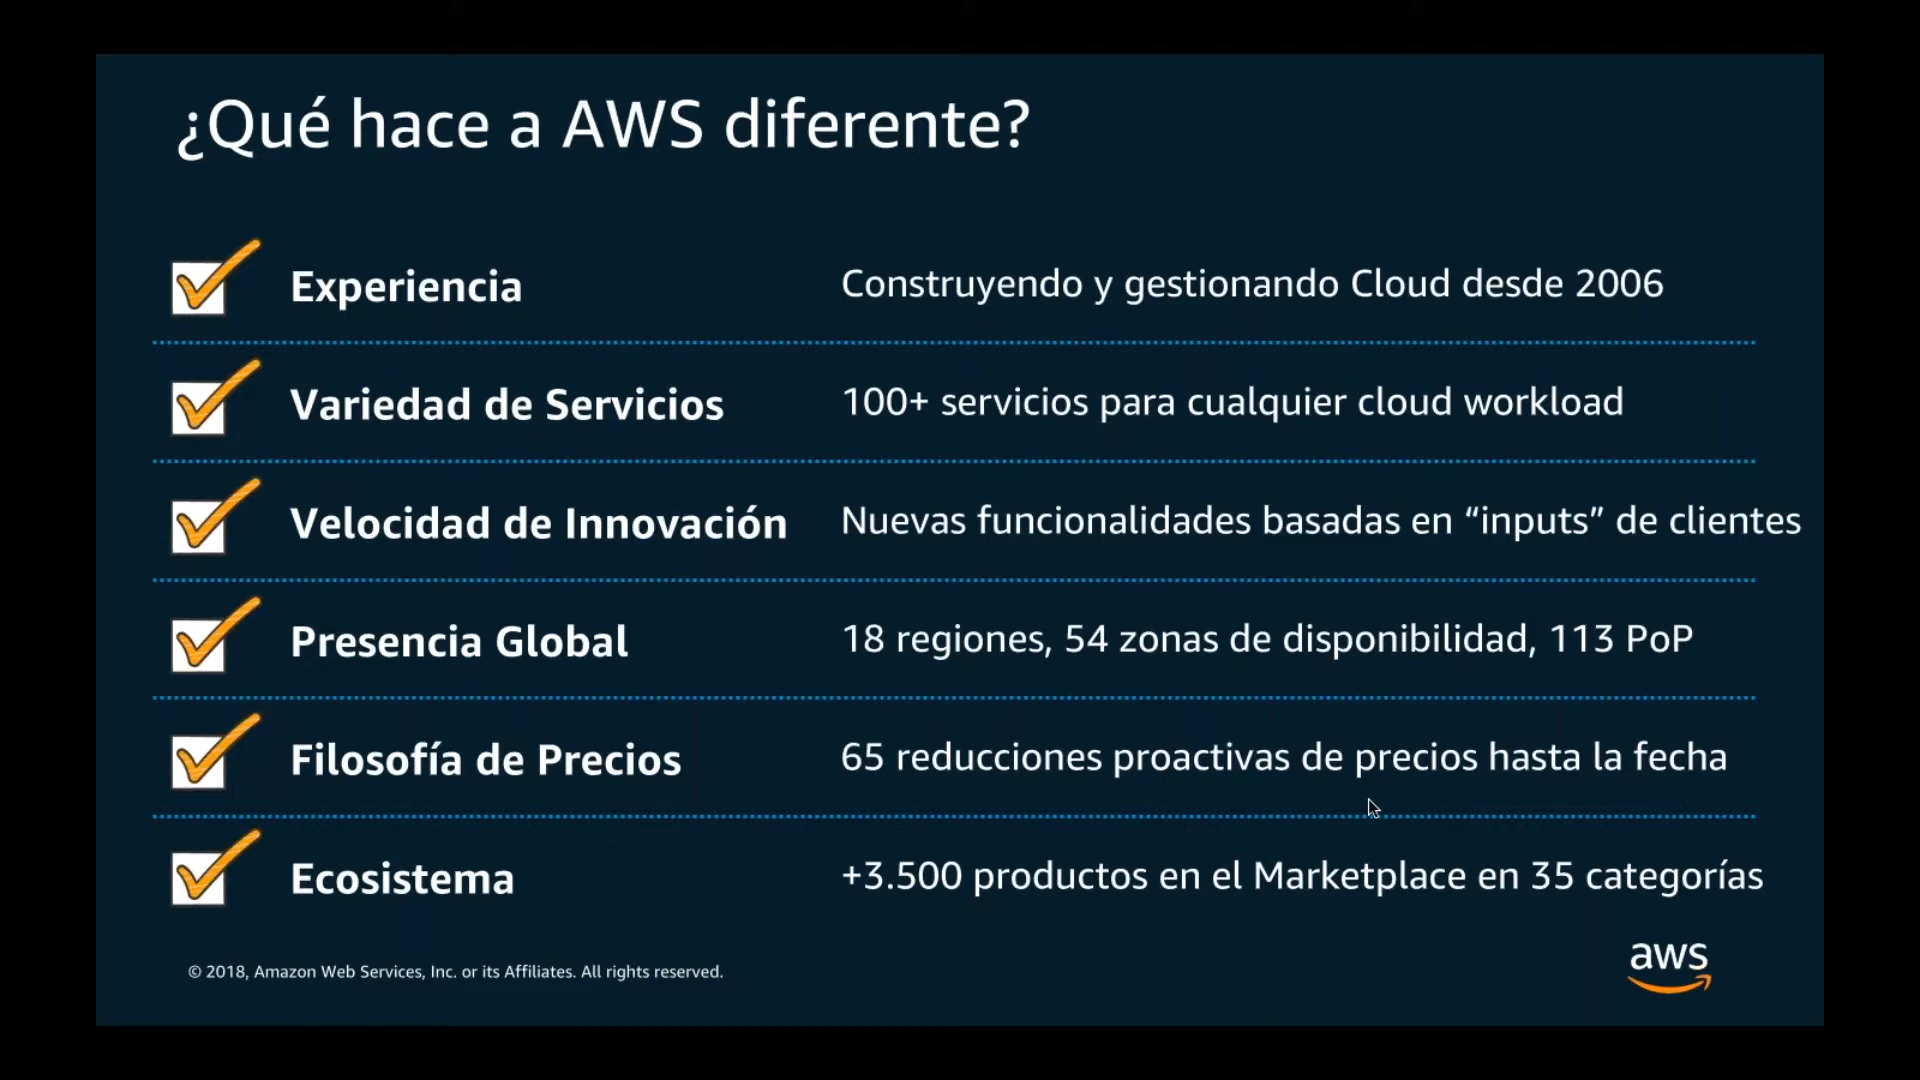 ¿Qué hace a AWS diferente?
Experiencia
Construyendo y gestionando Cloud desde 2006
Variedad de Servicios
100+ servicios para cualquier cloud workload
Velocidad de Innovación
Nuevas funcionalidades basadas en “inputs” de clientes
Presencia Global
18 regiones, 54 zonas de disponibilidad, 113 PoP
Filosofía de Precios
65 reducciones proactivas de precios hasta la fecha
Ecosistema
+3.500 productos en el Marketplace en 35 categorías
© 2018, Amazon Web Services, Inc. or its Affiliates. All rights reserved.
aws